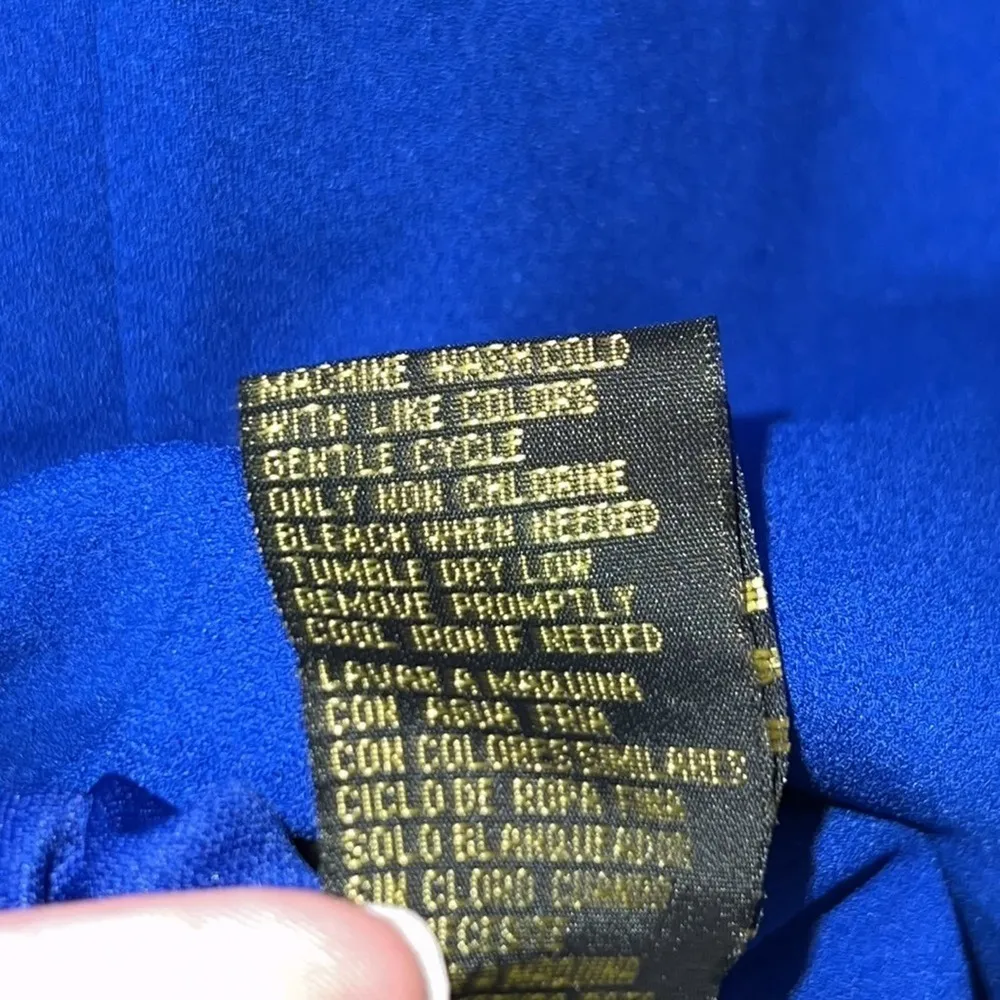 MACHINE WASH COLD
WITH LIKE COLORS
GENTLE CYCLE
ONLY NON CHLORINE
BLEACH WHEN NEEDED
TUMBLE DRY LOW
REMOVE PROMPTLY
COOL IRON IF NEEDED
LAVAR A MAQUINA
CON AGUA FRIA
CON COLORES SIMILARES
CICLO DE ROPA FINA
SOLO BLANQUEADOR
SIN CLORO CUANDO